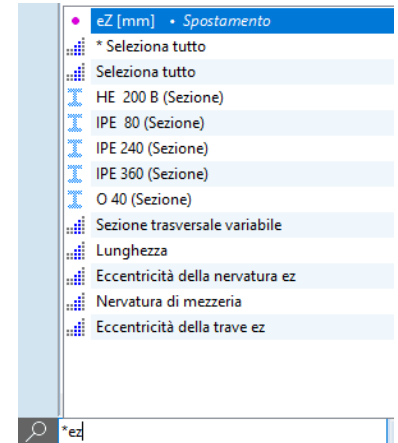 eZ [mm] • Spostamento
* Seleziona tutto
Seleziona tutto
HE 200 B (Sezione)
IPE 80 (Sezione)
IPE 240 (Sezione)
IPE 360 (Sezione)
O 40 (Sezione)
Sezione trasversale variabile
Lunghezza
Eccentricità della nervatura ez
Nervatura di mezzeria
Eccentricità della trave ez
*ez